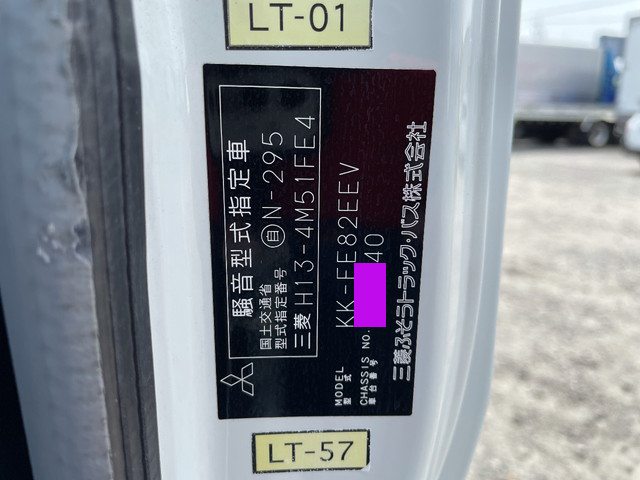 LT-01
騒音型式指定車
国土交通省
型式指定番号
自 N-295
三菱 H13-4M51FE4
MODEL
型式
KK-FE82EEV
CHASSIS NO.
車台番号
40
三菱ふそうトラック・バス株式会社
LT-57